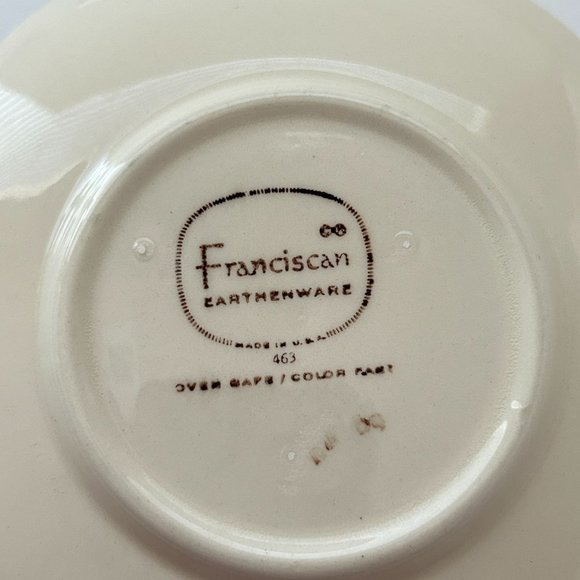 Franciscan
EARTHENWARE
MADE IN U.S.A.
463
OVEN SAFE / COLOR FAST